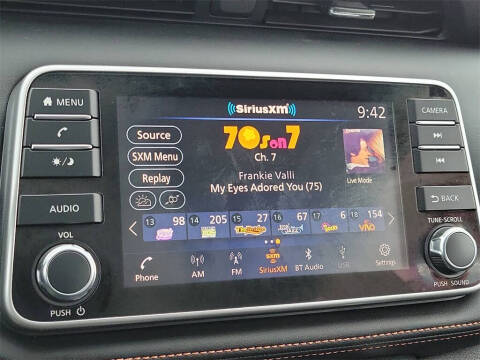 MENU
AUDIO
VOL
PUSH
SiriusXM
9:42
Source
SXM Menu
Replay
70s on 7
Ch. 7
Frankie Valli
My Eyes Adored You (75)
Live Mode
13 98
14 205
15 27
16 67
17 6
18 154
Phone
AM
FM
SXM
SiriusXM
BT Audio
USB
Settings
CAMERA
BACK
TUNE·SCROLL
PUSH SOUND